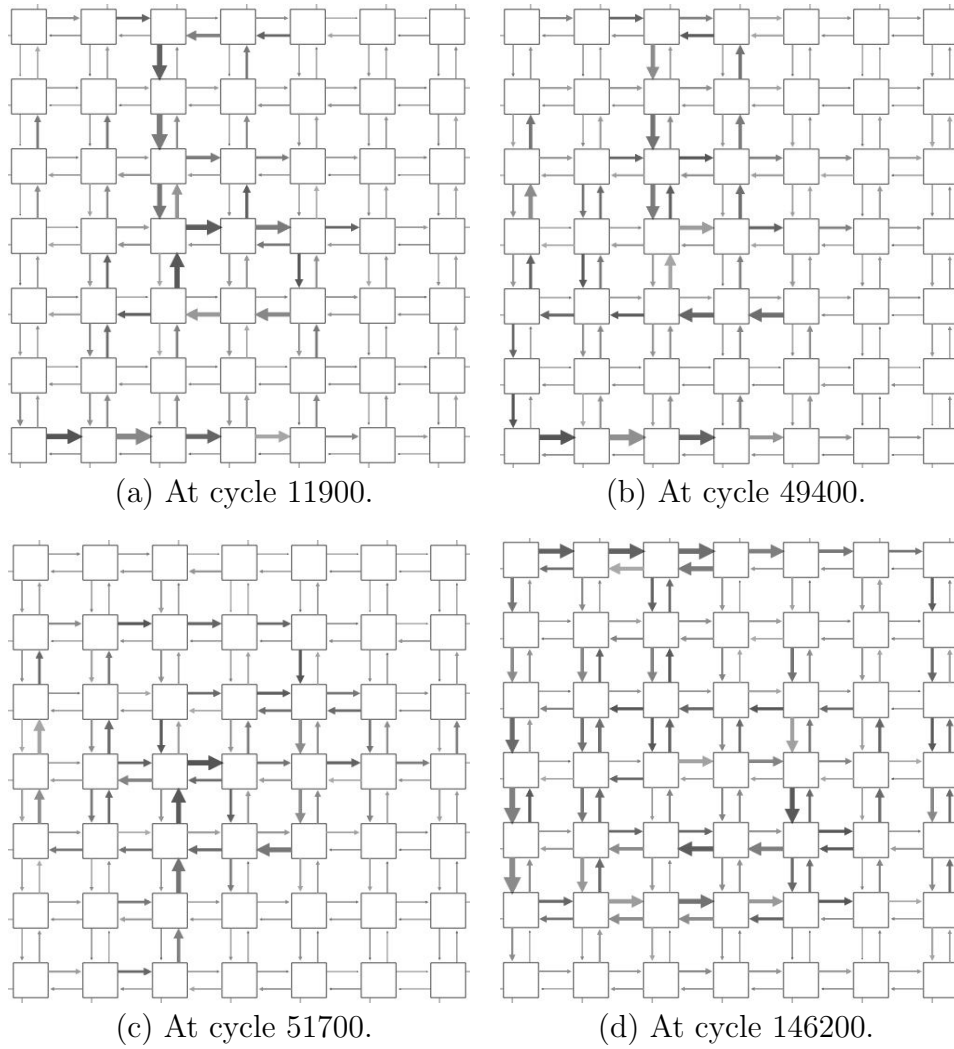 (a) At cycle 11900.
(b) At cycle 49400.
(c) At cycle 51700.
(d) At cycle 146200.